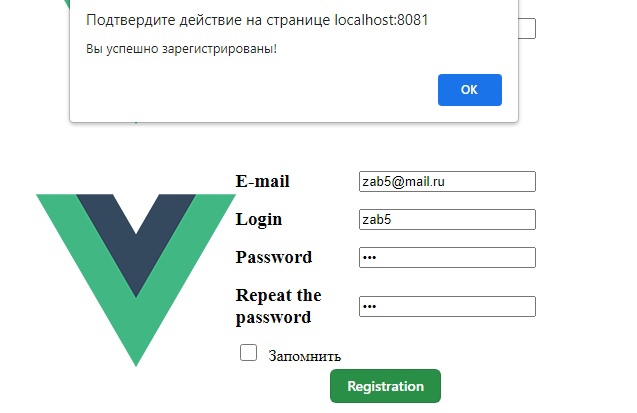 Подтвердите действие на странице localhost:8081
Вы успешно зарегистрированы!
OK
E-mail zab5@mail.ru
Login zab5
Password •••
Repeat the
password •••
Запомнить
Registration